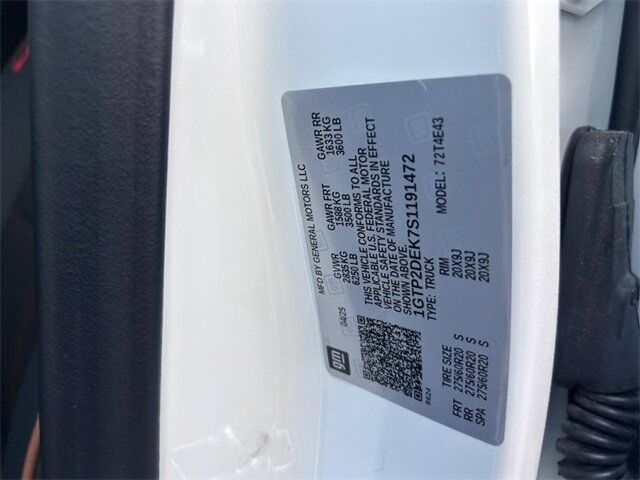 MFD BY GENERAL MOTORS LLC
04/25 GVWR GAWR FRT GAWR RR
2835 KG 1588 KG 1633 KG
6250 LB 3500 LB 3600 LB
THIS VEHICLE CONFORMS TO ALL
APPLICABLE U.S. FEDERAL MOTOR
VEHICLE SAFETY STANDARDS IN EFFECT
ON THE DATE OF MANUFACTURE
SHOWN ABOVE.
1GTP2DEK7S1191472
TYPE: TRUCK MODEL: 72T4E43
gm
TIRE SIZE RIM
FRT 275/60R20 S 20X9J
RR 275/60R20 S 20X9J
SPA 275/60R20 S 20X9J